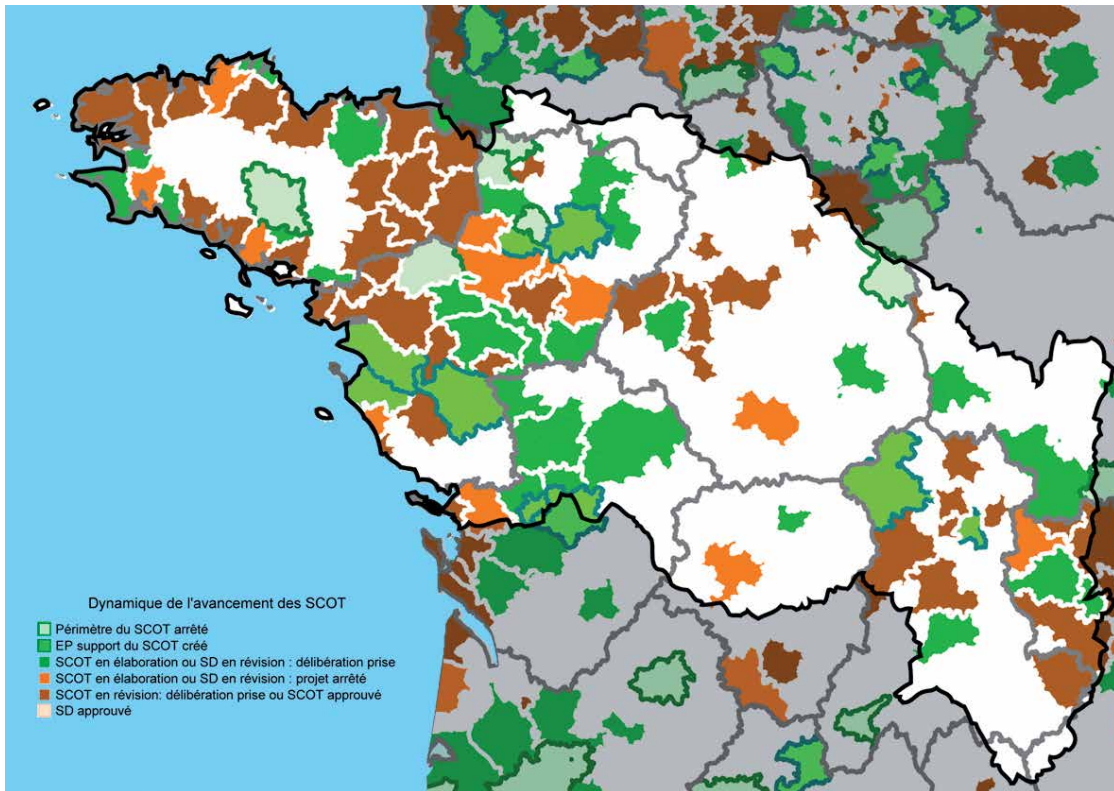 Dynamique de l'avancement des SCOT
Périmètre du SCOT arrêté
EP support du SCOT créé
SCOT en élaboration ou SD en révision : délibération prise
SCOT en élaboration ou SD en révision : projet arrêté
SCOT en révision: délibération prise ou SCOT approuvé
SD approuvé